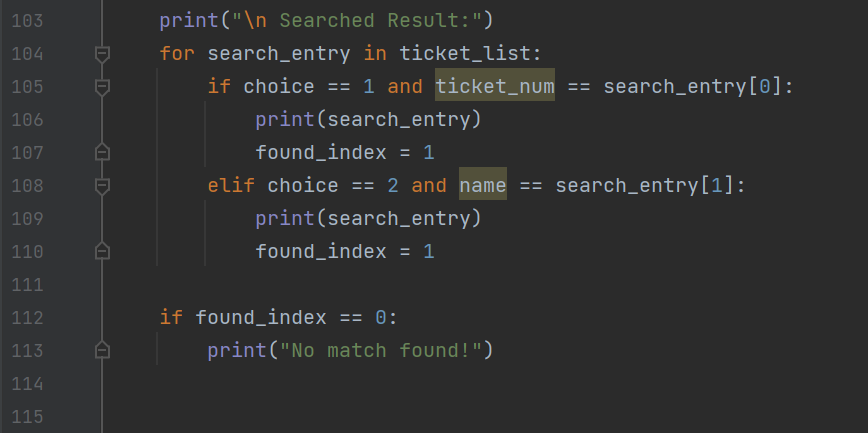 103 print("\n Searched Result:")
104 for search_entry in ticket_list:
105 if choice == 1 and ticket_num == search_entry[0]:
106 print(search_entry)
107 found_index = 1
108 elif choice == 2 and name == search_entry[1]:
109 print(search_entry)
110 found_index = 1
111
112 if found_index == 0:
113 print("No match found!")
114
115